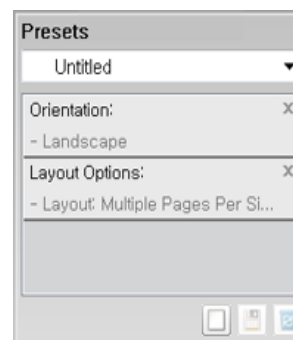 Presets
Untitled
Orientation: X
- Landscape
Layout Options: X
- Layout: Multiple Pages Per Si...